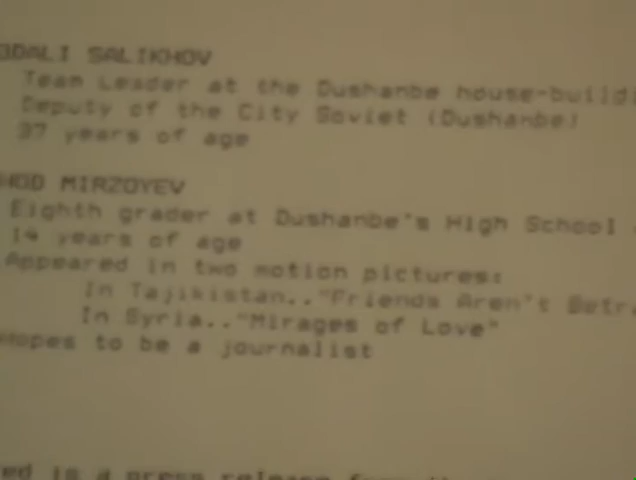 SALIKHOV
Team Leader at the Dushanbe house-build
Deputy of the City Soviet (Dushanbe)
37 years of age
MIRZOYEV
Eighth grader at Dushanbe's High School
14 years of age
Appeared in two motion pictures:
In Tajikistan.."Friends Aren't Betr
In Syria.."Mirages of Love"
Hopes to be a journalist
ed is a press release